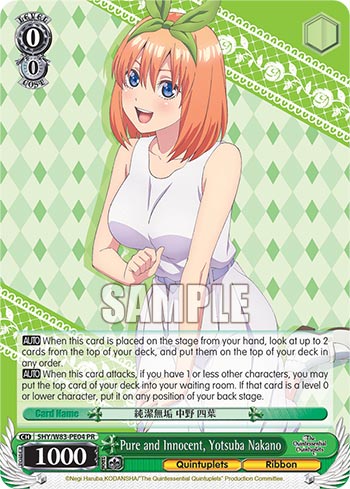 LEVEL
0
0
COST
SAMPLE
AUTO When this card is placed on the stage from your hand, look at up to 2
cards from the top of your deck, and put them on the top of your deck in
any order.
AUTO When this card attacks, if you have 1 or less other characters, you may
put the top card of your deck into your waiting room. If that card is a level 0
or lower character, put it on any position of your back stage.
Card Name 純潔無垢 中野 四葉
CH 5HY/W83-PE04 PR
Pure and Innocent, Yotsuba Nakano
The
Quintessential
Quintuplets
POWER
1000
Quintuplets
Ribbon
©Negi Haruba,KODANSHA/"The Quintessential Quintuplets" Production Committee.